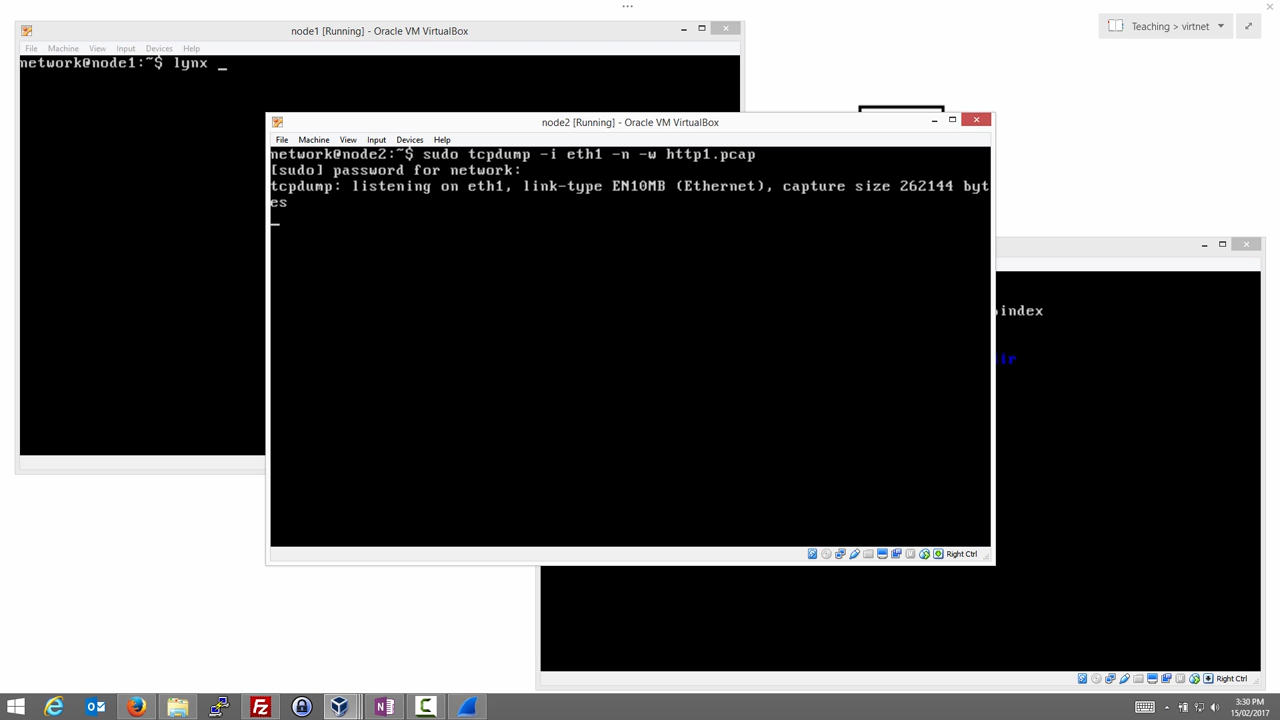 ...
Teaching > virtnet
node1 [Running] - Oracle VM VirtualBox
File Machine View Input Devices Help
network@node1:~$ lynx _
node2 [Running] - Oracle VM VirtualBox
File Machine View Input Devices Help
network@node2:~$ sudo tcpdump -i eth1 -n -w http1.pcap
[sudo] password for network:
tcpdump: listening on eth1, link-type EN10MB (Ethernet), capture size 262144 byt
es
_
Right Ctrl
index
ir
Right Ctrl
3:30 PM
15/02/2017